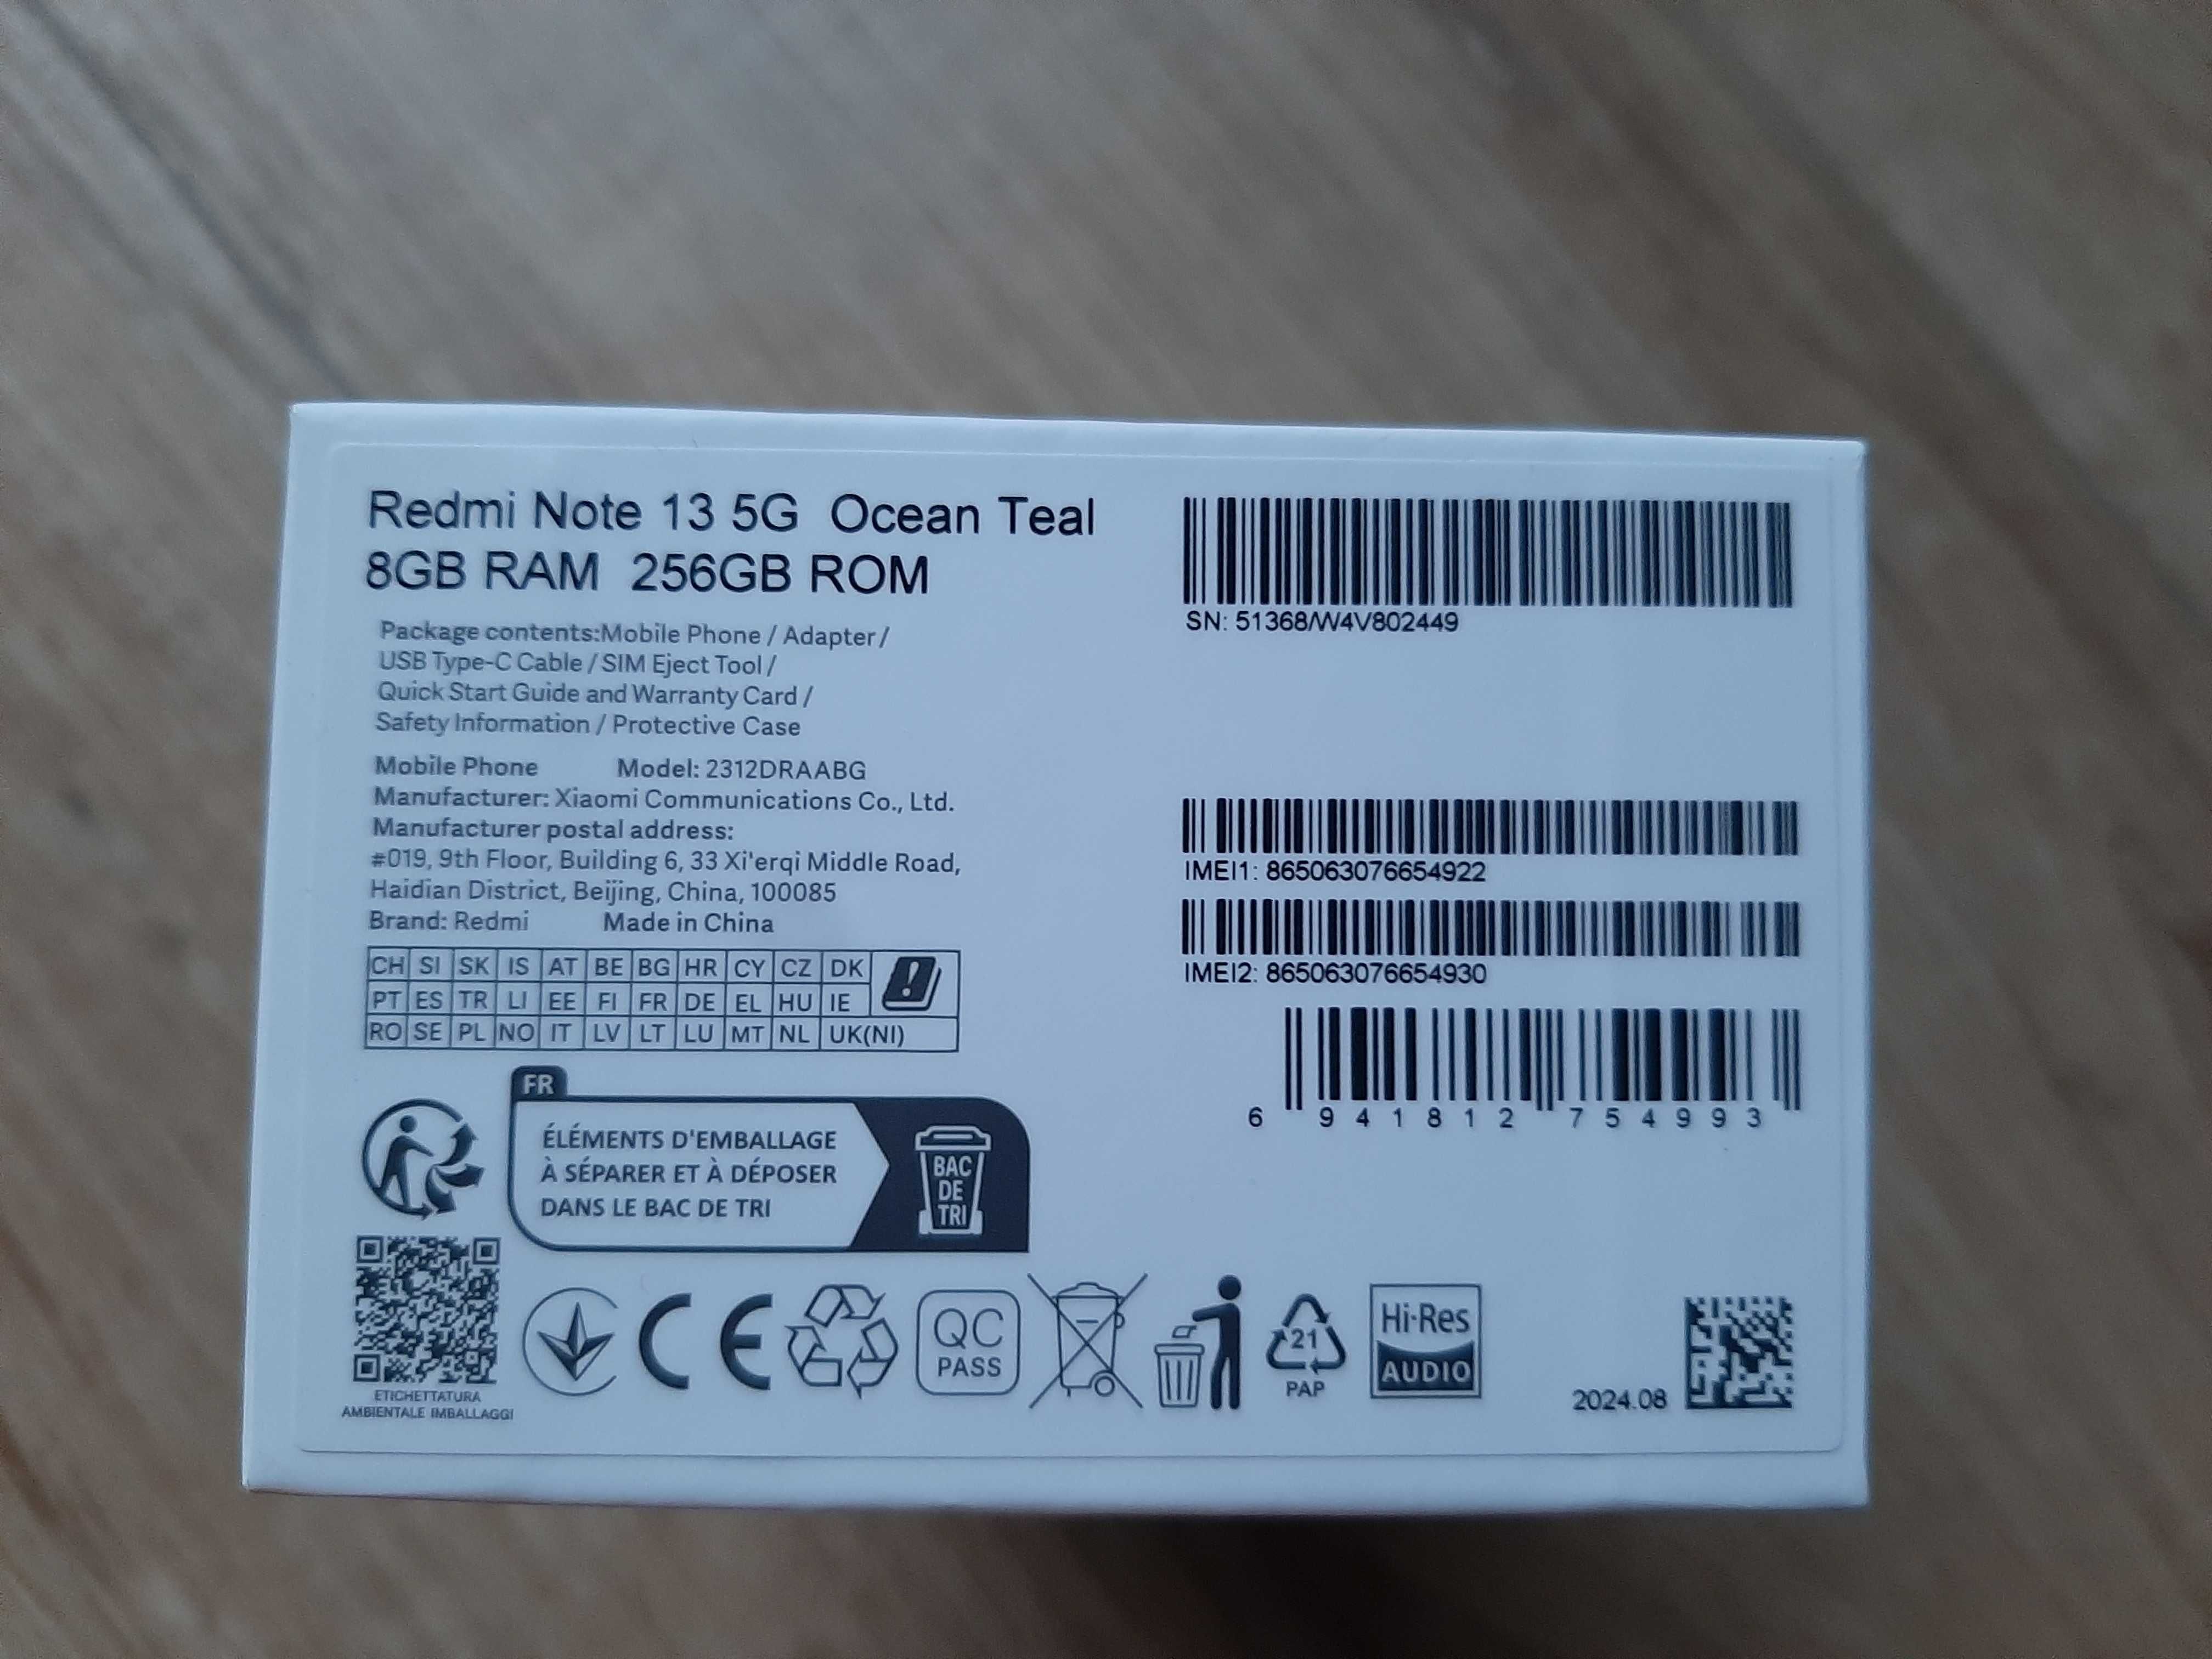 Redmi Note 13 5G Ocean Teal
8GB RAM 256GB ROM
Package contents:Mobile Phone / Adapter /
USB Type-C Cable / SIM Eject Tool /
Quick Start Guide and Warranty Card /
Safety Information / Protective Case
Mobile Phone Model: 2312DRAABG
Manufacturer: Xiaomi Communications Co., Ltd.
Manufacturer postal address:
#019, 9th Floor, Building 6, 33 Xi'erqi Middle Road,
Haidian District, Beijing, China, 100085
Brand: Redmi Made in China
CH SI SK IS AT BE BG HR CY CZ DK
PT ES TR LI EE FI FR DE EL HU IE
RO SE PL NO IT LV LT LU MT NL UK(NI)
FR
ÉLÉMENTS D'EMBALLAGE
À SÉPARER ET À DÉPOSER
DANS LE BAC DE TRI
BAC
DE
TRI
ETICHETTATURA
AMBIENTALE IMBALLAGGI
CE
QC
PASS
21
PAP
Hi-Res
AUDIO
2024.08
SN: 51368/W4V802449
IMEI1: 865063076654922
IMEI2: 865063076654930
6 941812 754993